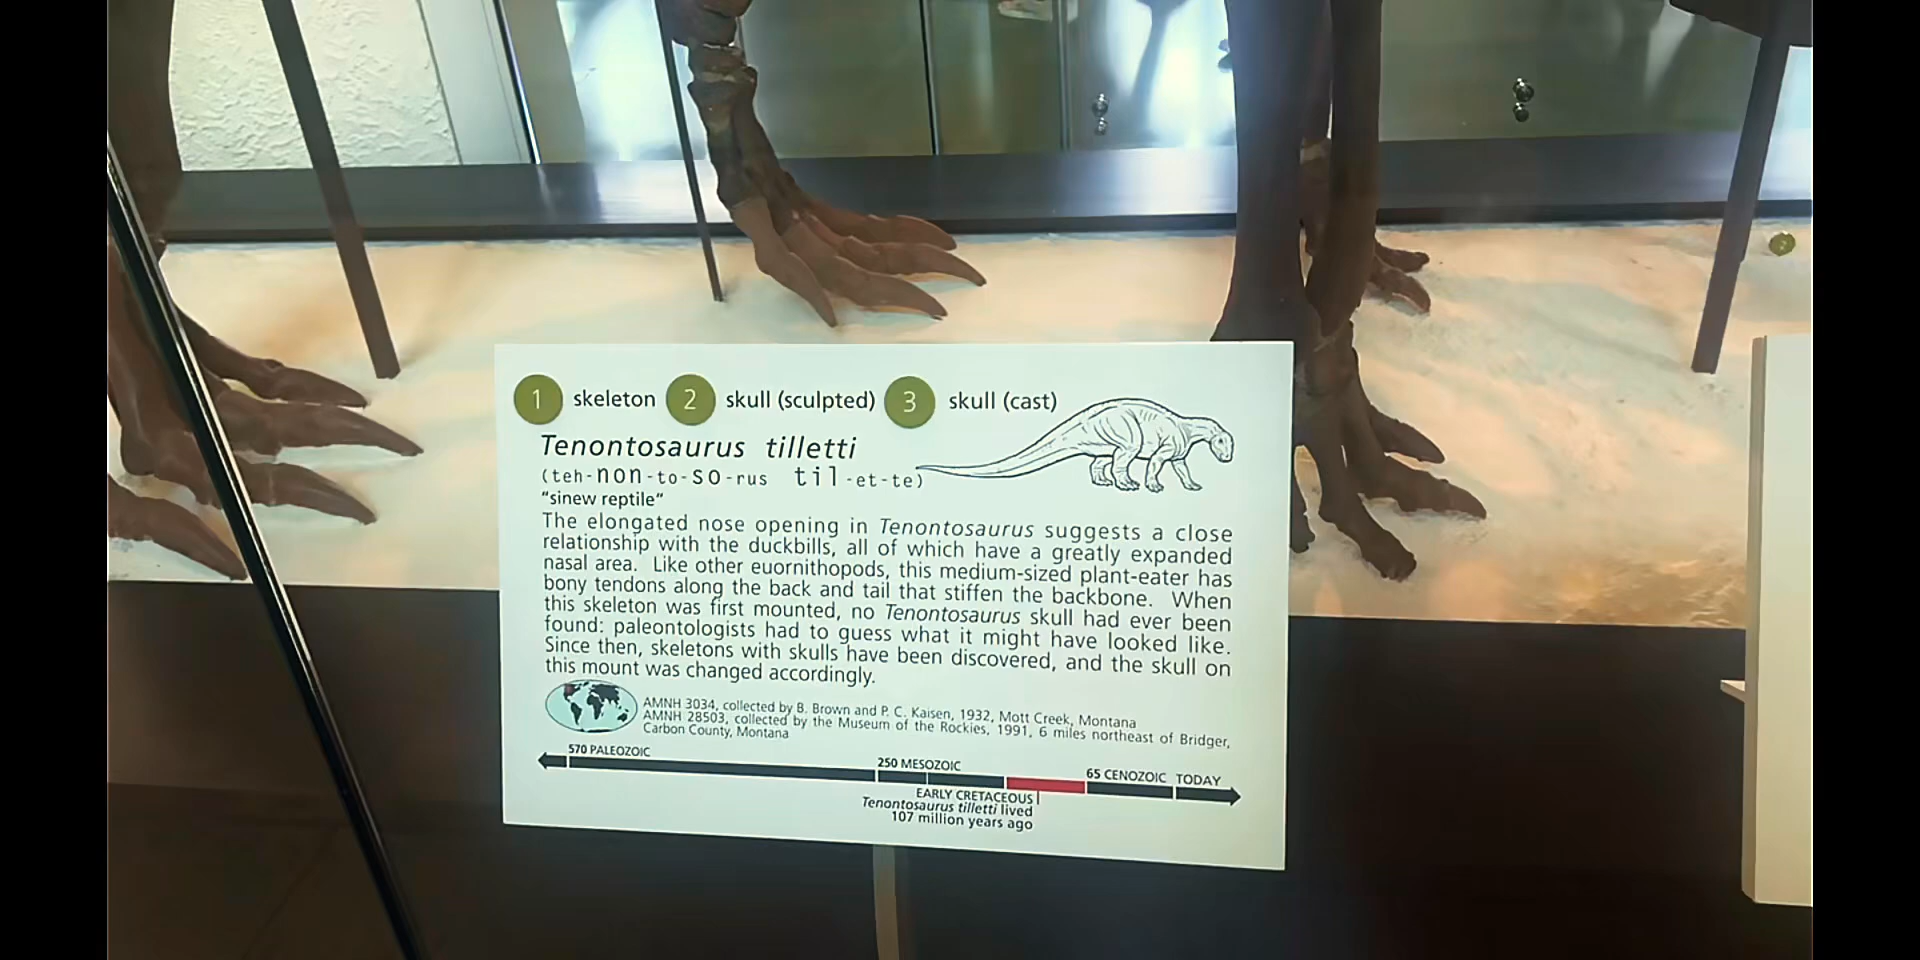 1 skeleton 2 skull (sculpted) 3 skull (cast)
Tenontosaurus tilletti
(teh-non-to-so-rus til-et-te)
"sinew reptile"
The elongated nose opening in Tenontosaurus suggests a close
relationship with the duckbills, all of which have a greatly expanded
nasal area. Like other euornithopods, this medium-sized plant-eater has
bony tendons along the back and tail that stiffen the backbone. When
this skeleton was first mounted, no Tenontosaurus skull had ever been
found: paleontologists had to guess what it might have looked like.
Since then, skeletons with skulls have been discovered, and the skull on
this mount was changed accordingly.
AMNH 3034, collected by B. Brown and P. C. Kaisen, 1932, Mott Creek, Montana
AMNH 28503, collected by the Museum of the Rockies, 1991, 6 miles northeast of Bridger,
Carbon County, Montana
570 PALEOZOIC 250 MESOZOIC 65 CENOZOIC TODAY
EARLY CRETACEOUS
Tenontosaurus tilletti lived
107 million years ago
2